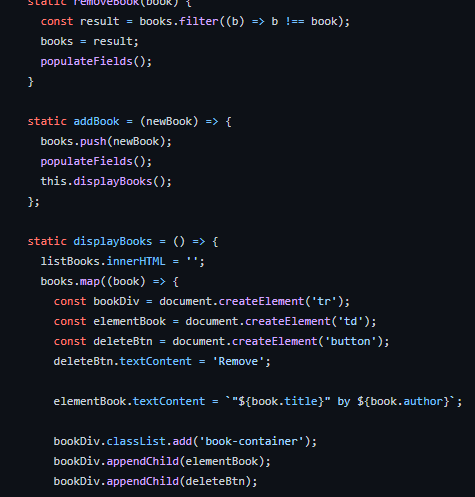 static removeBook(book) {
const result = books.filter((b) => b !== book);
books = result;
populateFields();
}
static addBook = (newBook) => {
books.push(newBook);
populateFields();
this.displayBooks();
};
static displayBooks = () => {
listBooks.innerHTML = '';
books.map((book) => {
const bookDiv = document.createElement('tr');
const elementBook = document.createElement('td');
const deleteBtn = document.createElement('button');
deleteBtn.textContent = 'Remove';
elementBook.textContent = `"${book.title}" by ${book.author}`;
bookDiv.classList.add('book-container');
bookDiv.appendChild(elementBook);
bookDiv.appendChild(deleteBtn);